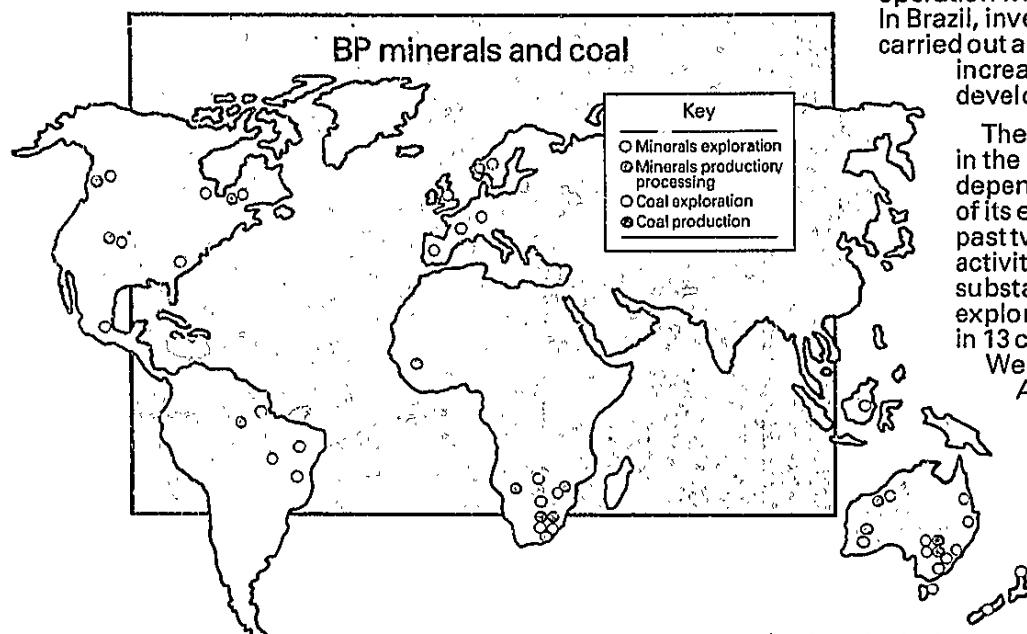 BP minerals and coal
Key
Minerals exploration
Minerals production/
processing
Coal exploration
Coal production
In Brazil, inve
carried out a
increa
develo
The
in the
depen
of its e
past tw
activit
substa
explor
in 13 c
We
A